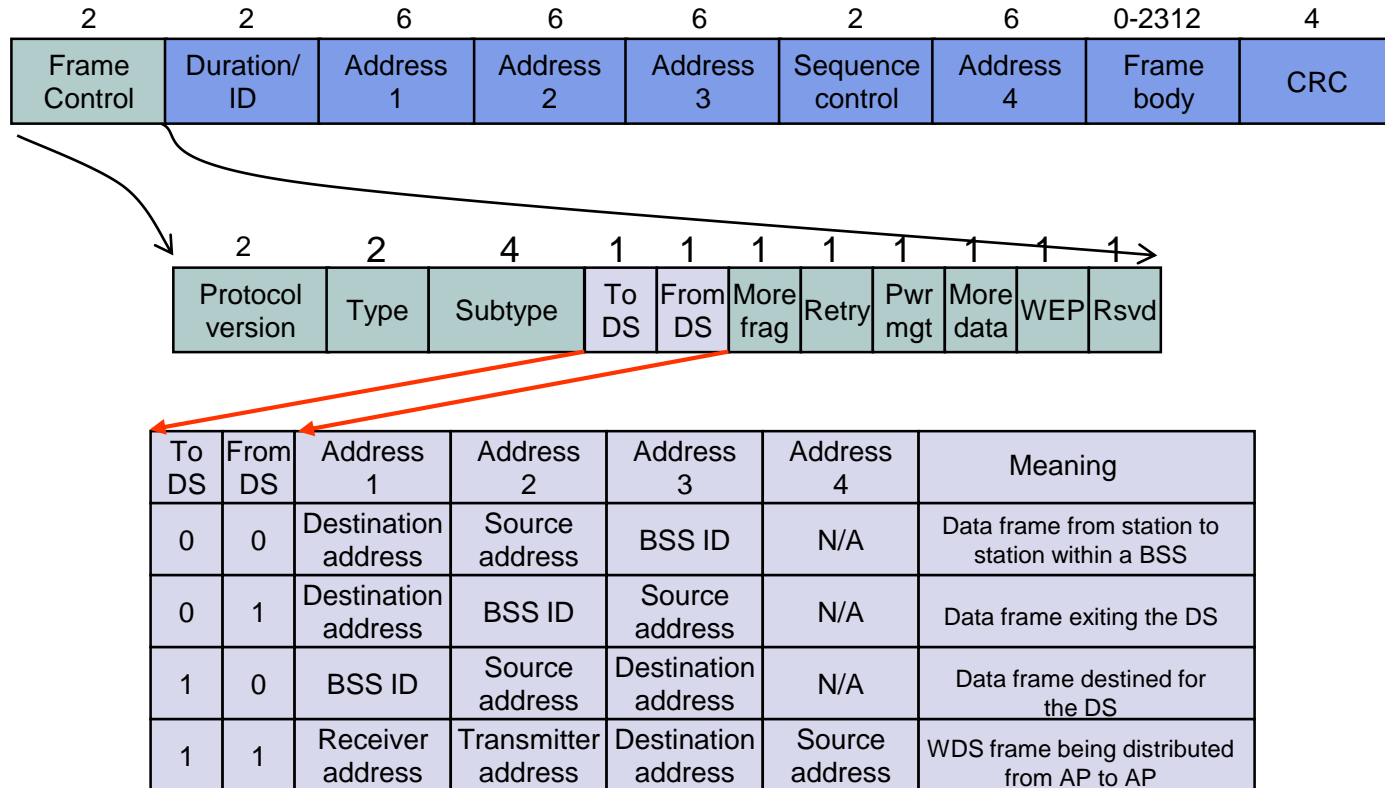 2 2 6 6 6 2 6 0-2312 4
Frame Control Duration/ ID Address 1 Address 2 Address 3 Sequence control Address 4 Frame body CRC
2 2 4 1 1 1 1 1 1 1 1
Protocol version Type Subtype To DS From DS More frag Retry Pwr mgt More data WEP Rsvd
To DS From DS Address 1 Address 2 Address 3 Address 4 Meaning
0 0 Destination address Source address BSS ID N/A Data frame from station to station within a BSS
0 1 Destination address BSS ID Source address N/A Data frame exiting the DS
1 0 BSS ID Source address Destination address N/A Data frame destined for the DS
1 1 Receiver address Transmitter address Destination address Source address WDS frame being distributed from AP to AP